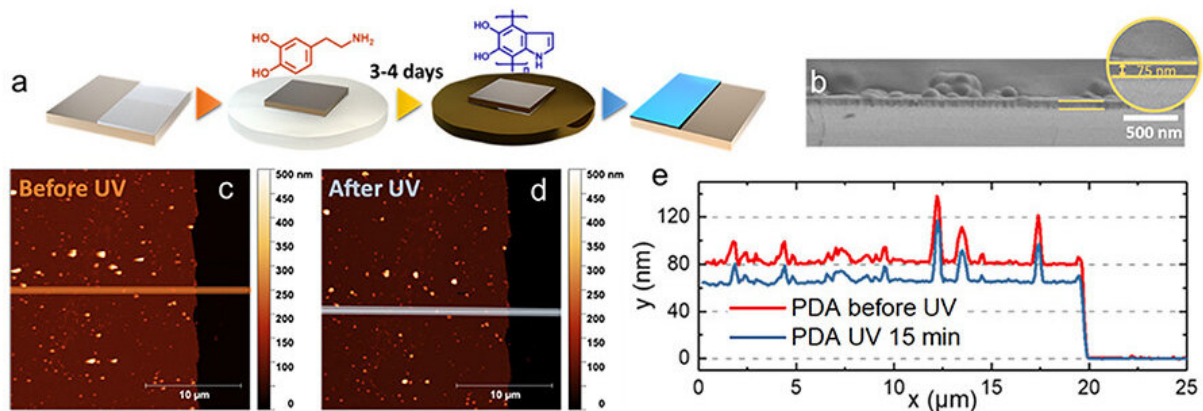 a
HO
HO
NH2
3-4 days
HO
HO
N
H
n
b
75 nm
500 nm
Before UV
c
10 µm
500 nm
450
400
350
300
250
200
150
100
50
0
After UV
d
10 µm
500 nm
450
400
350
300
250
200
150
100
50
0
e
y (nm)
120
80
40
0
PDA before UV
PDA UV 15 min
0
5
10
15
20
25
x (µm)